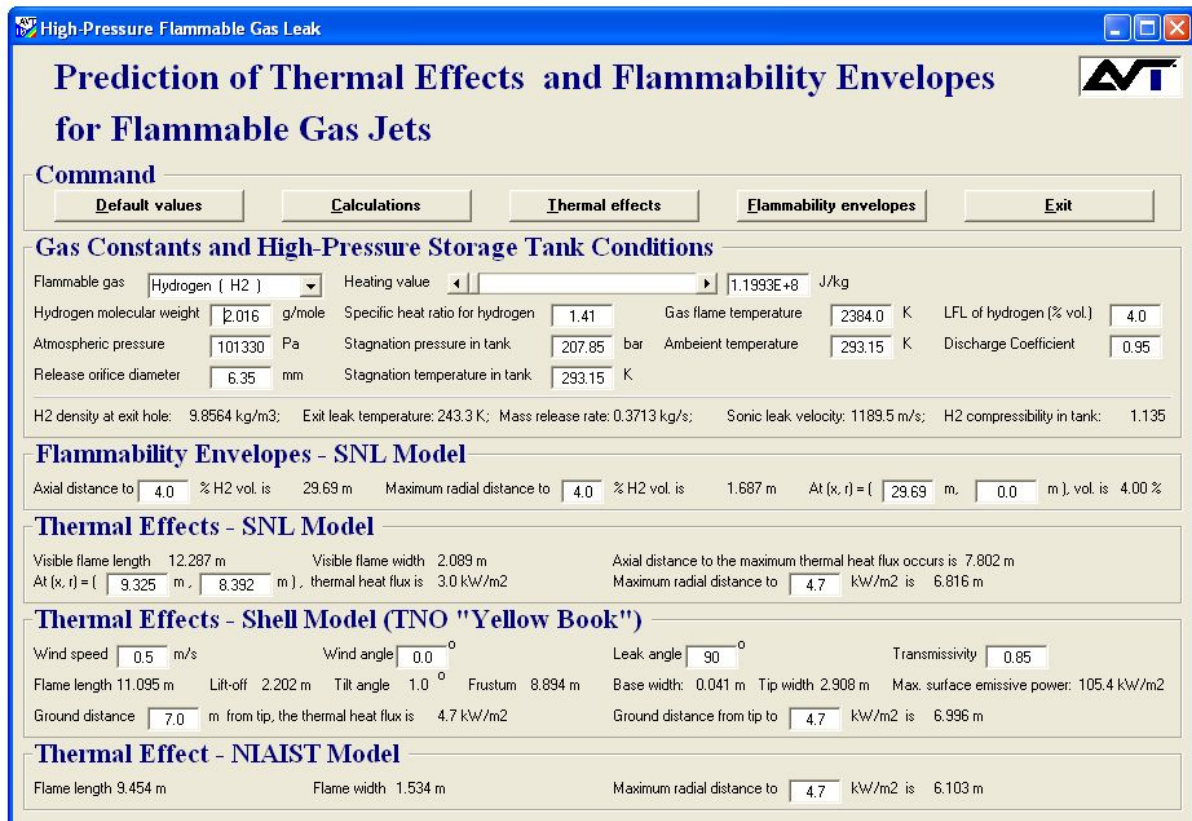 High-Pressure Flammable Gas Leak
Prediction of Thermal Effects and Flammability Envelopes
for Flammable Gas Jets
AVT
Command
Default values Calculations Thermal effects Flammability envelopes Exit
Gas Constants and High-Pressure Storage Tank Conditions
Flammable gas Hydrogen ( H2 ) Heating value 1.1993E+8 J/kg
Hydrogen molecular weight 2.016 g/mole Specific heat ratio for hydrogen 1.41 Gas flame temperature 2384.0 K LFL of hydrogen (% vol.) 4.0
Atmospheric pressure 101330 Pa Stagnation pressure in tank 207.85 bar Ambeient temperature 293.15 K Discharge Coefficient 0.95
Release orifice diameter 6.35 mm Stagnation temperature in tank 293.15 K
H2 density at exit hole: 9.8564 kg/m3; Exit leak temperature: 243.3 K; Mass release rate: 0.3713 kg/s; Sonic leak velocity: 1189.5 m/s; H2 compressibility in tank: 1.135
Flammability Envelopes - SNL Model
Axial distance to 4.0 % H2 vol. is 29.69 m Maximum radial distance to 4.0 % H2 vol. is 1.687 m At (x, r) = ( 29.69 m, 0.0 m ), vol. is 4.00 %
Thermal Effects - SNL Model
Visible flame length 12.287 m Visible flame width 2.089 m Axial distance to the maximum thermal heat flux occurs is 7.802 m
At (x, r) = ( 9.325 m , 8.392 m ) , thermal heat flux is 3.0 kW/m2 Maximum radial distance to 4.7 kW/m2 is 6.816 m
Thermal Effects - Shell Model (TNO "Yellow Book")
Wind speed 0.5 m/s Wind angle 0.0 o Leak angle 90 o Transmissivity 0.85
Flame length 11.095 m Lift-off 2.202 m Tilt angle 1.0 o Frustum 8.894 m Base width: 0.041 m Tip width 2.908 m Max. surface emissive power: 105.4 kW/m2
Ground distance 7.0 m from tip, the thermal heat flux is 4.7 kW/m2 Ground distance from tip to 4.7 kW/m2 is 6.996 m
Thermal Effect - NIAIST Model
Flame length 9.454 m Flame width 1.534 m Maximum radial distance to 4.7 kW/m2 is 6.103 m